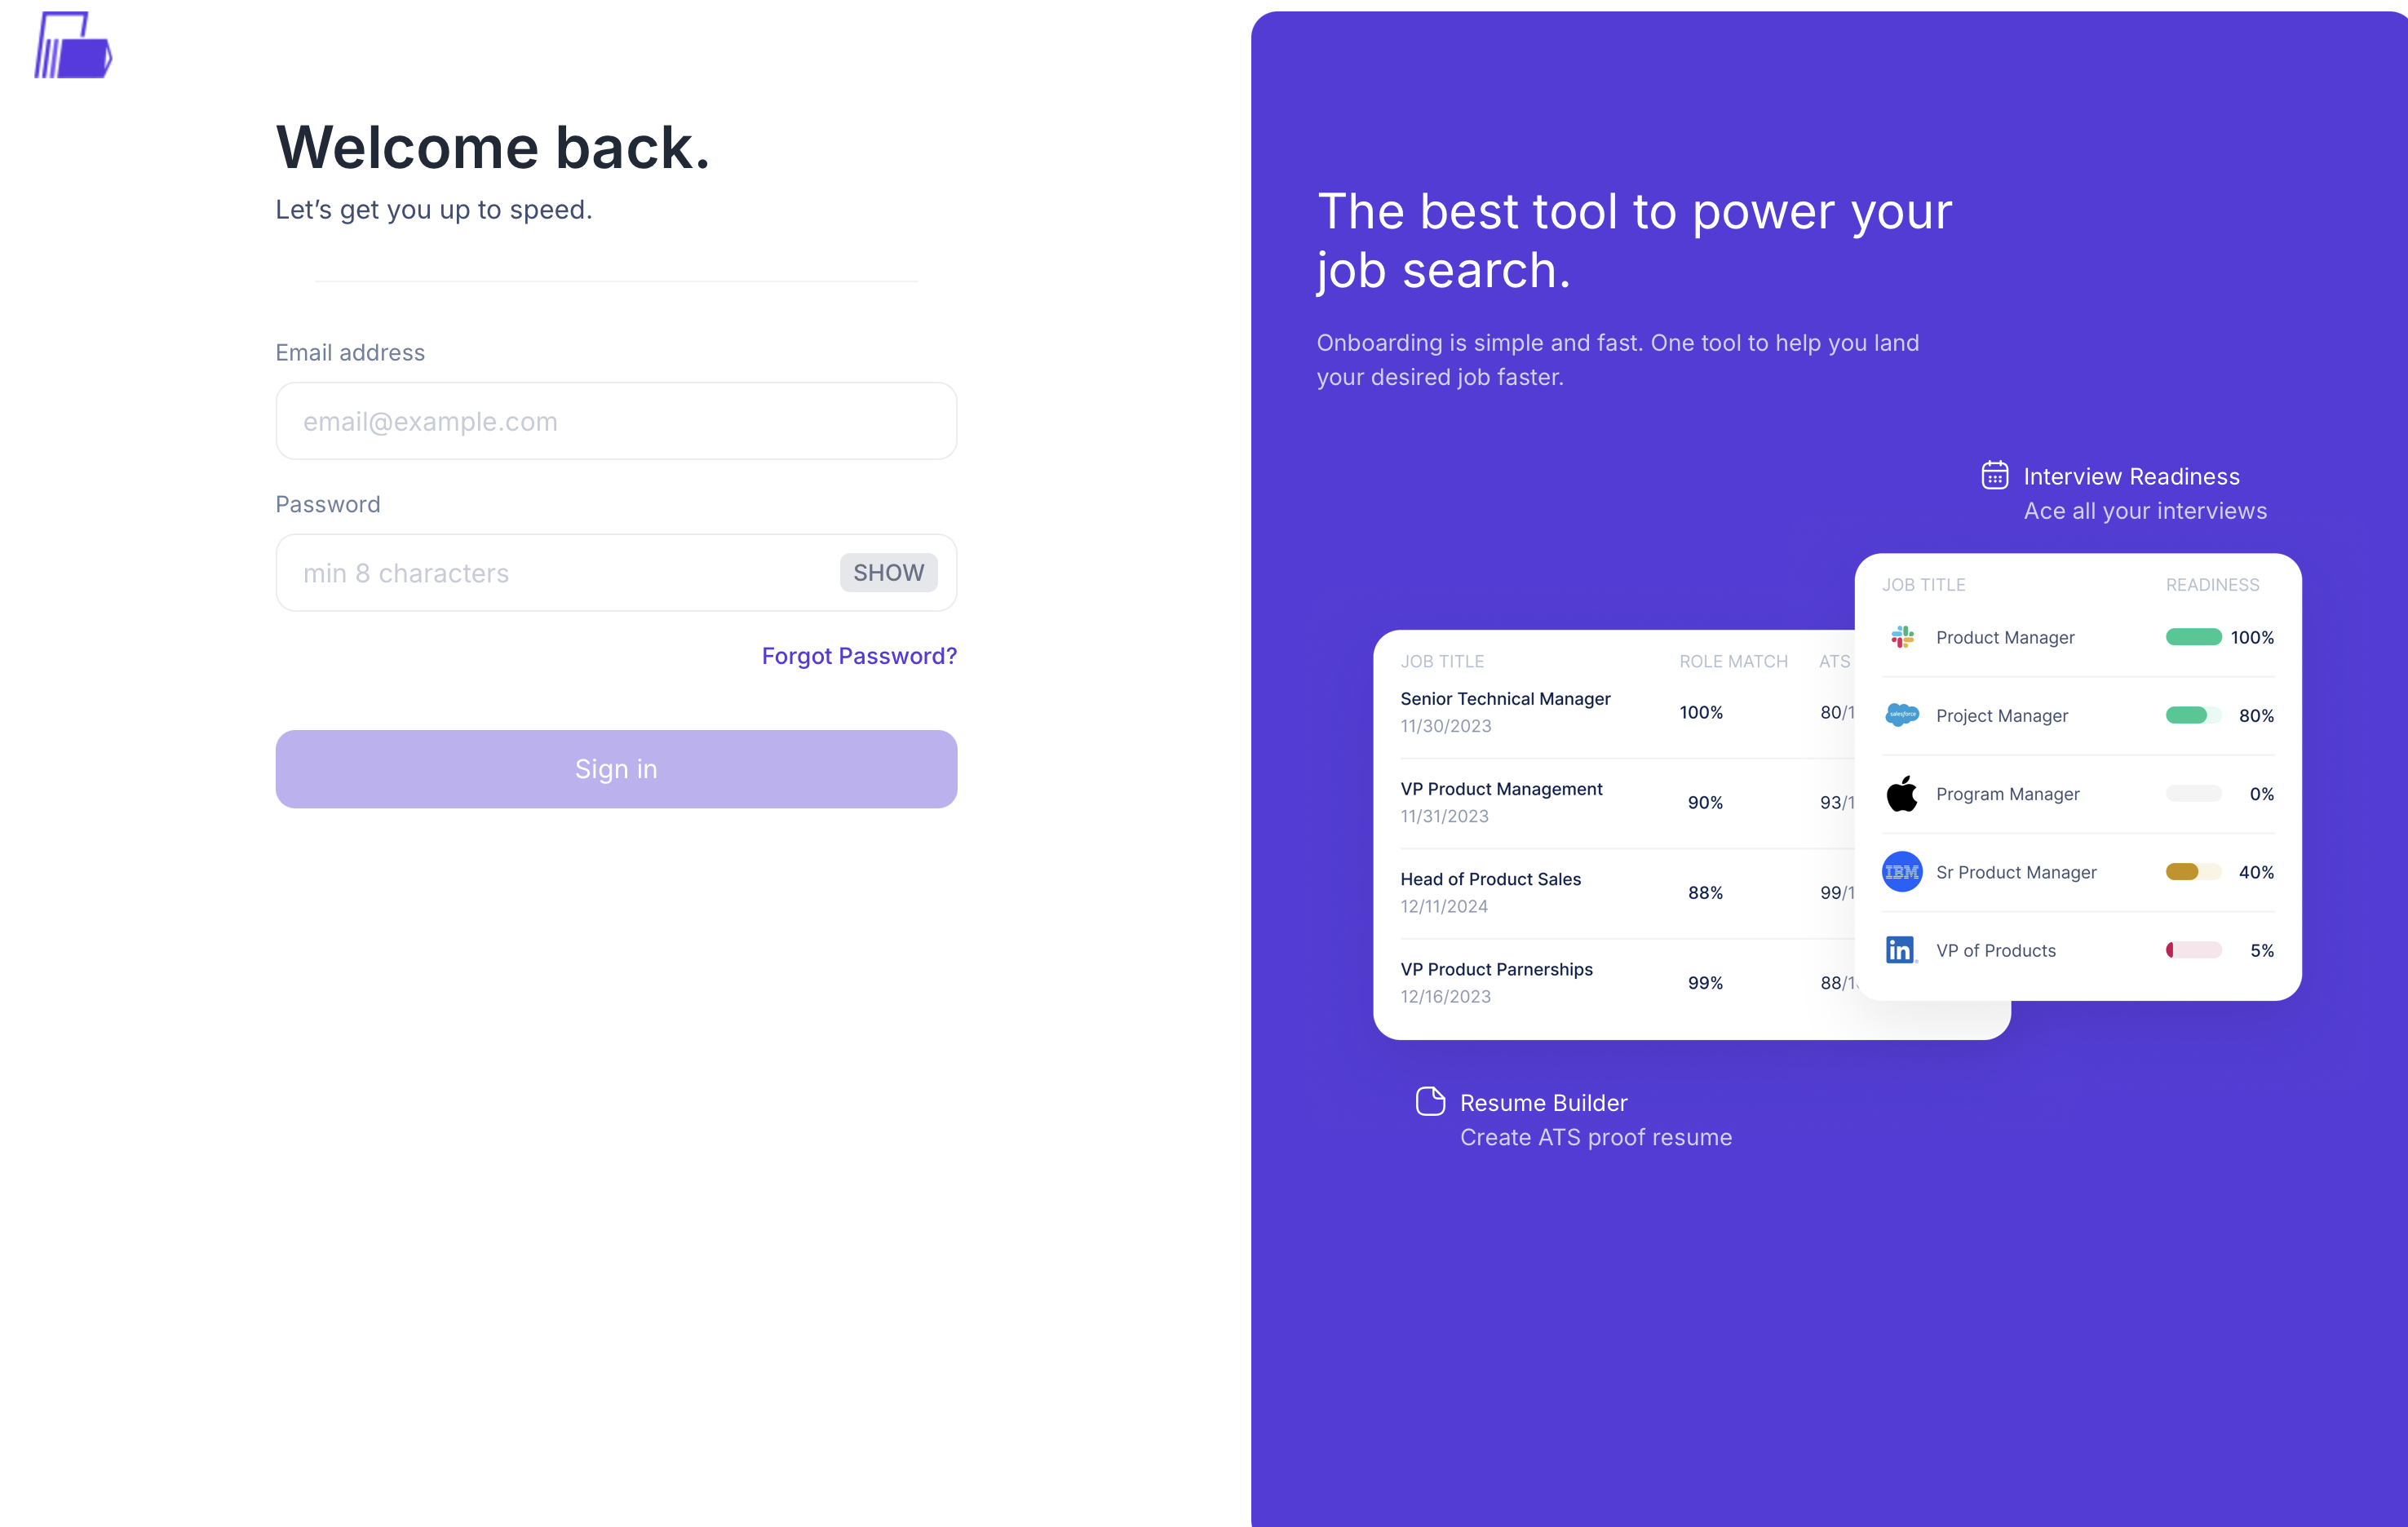 Welcome back.
Let’s get you up to speed.
Email address
email@example.com
Password
min 8 characters
SHOW
Forgot Password?
Sign in
The best tool to power your
job search.
Onboarding is simple and fast. One tool to help you land
your desired job faster.
Interview Readiness
Ace all your interviews
JOB TITLE READINESS
Product Manager 100%
salesforce Project Manager 80%
Program Manager 0%
IBM Sr Product Manager 40%
in VP of Products 5%
JOB TITLE ROLE MATCH ATS
Senior Technical Manager
11/30/2023
100% 80/1
VP Product Management
11/31/2023
90% 93/1
Head of Product Sales
12/11/2024
88% 99/1
VP Product Parnerships
12/16/2023
99% 88/1
Resume Builder
Create ATS proof resume